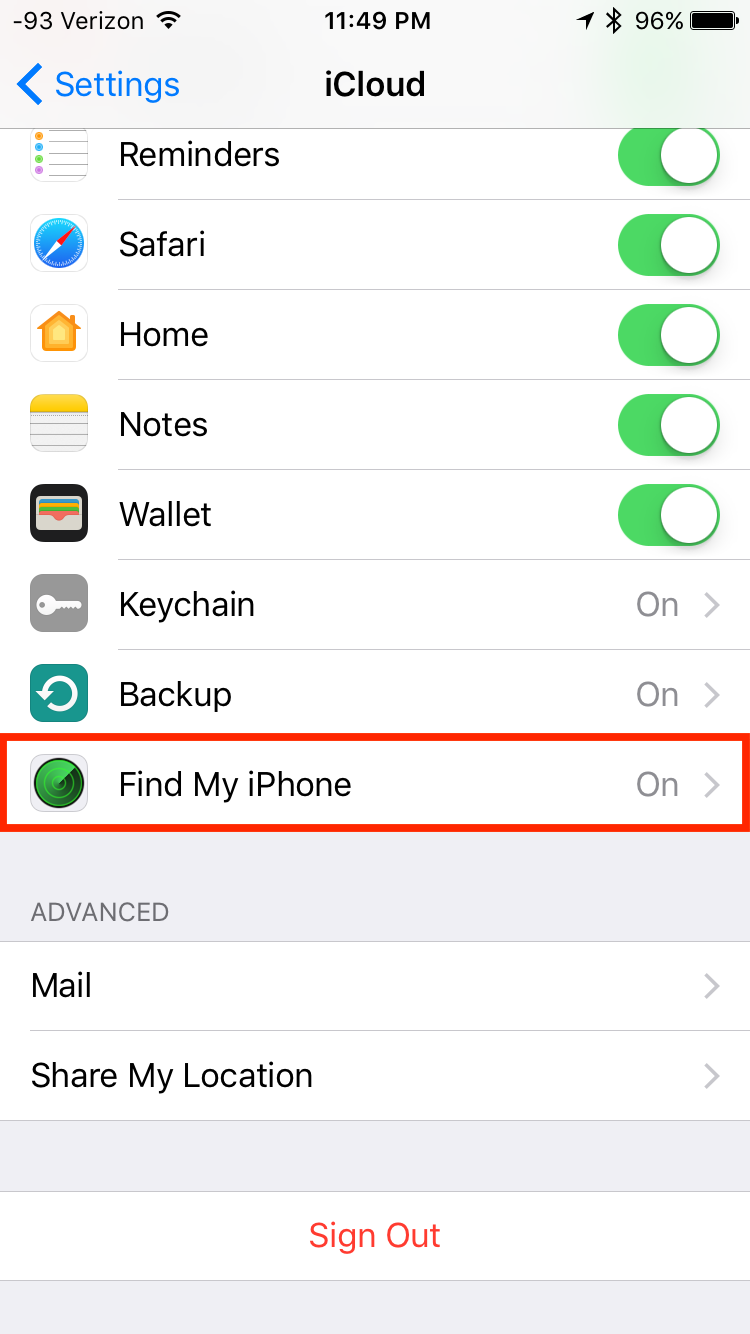 -93 Verizon 11:49 PM 96%
Settings iCloud
Reminders
Safari
Home
Notes
Wallet
Keychain On
Backup On
Find My iPhone On
ADVANCED
Mail
Share My Location
Sign Out